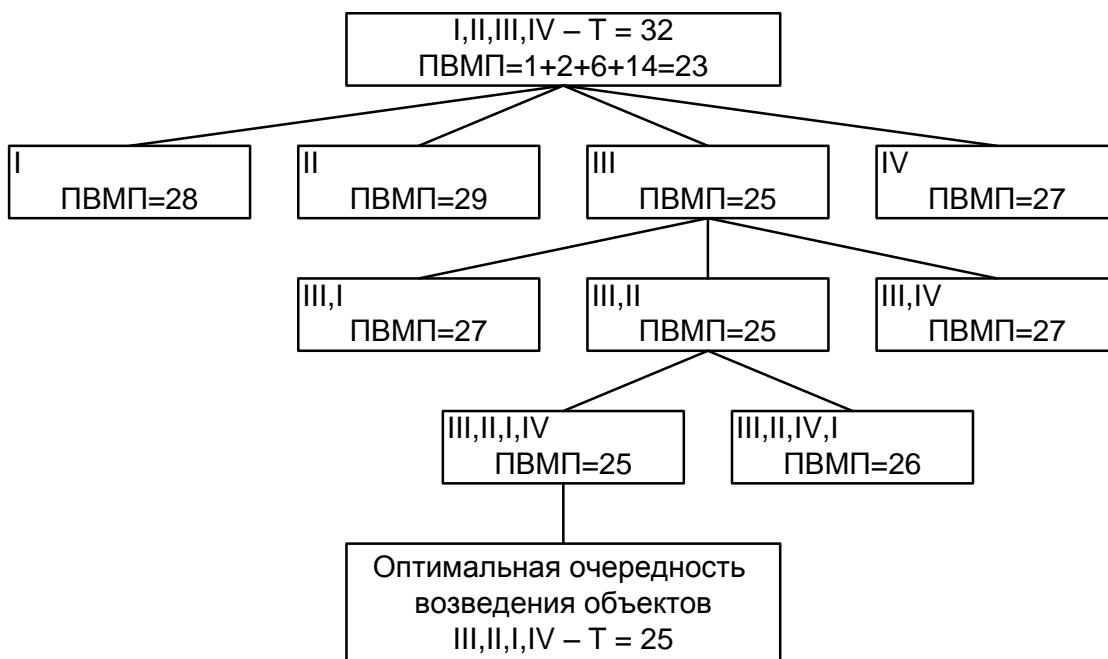 I,II,III,IV – T = 32
ПВМП=1+2+6+14=23
I
ПВМП=28
II
ПВМП=29
III
ПВМП=25
IV
ПВМП=27
III,I
ПВМП=27
III,II
ПВМП=25
III,IV
ПВМП=27
III,II,I,IV
ПВМП=25
III,II,IV,I
ПВМП=26
Оптимальная очередность
возведения объектов
III,II,I,IV – T = 25